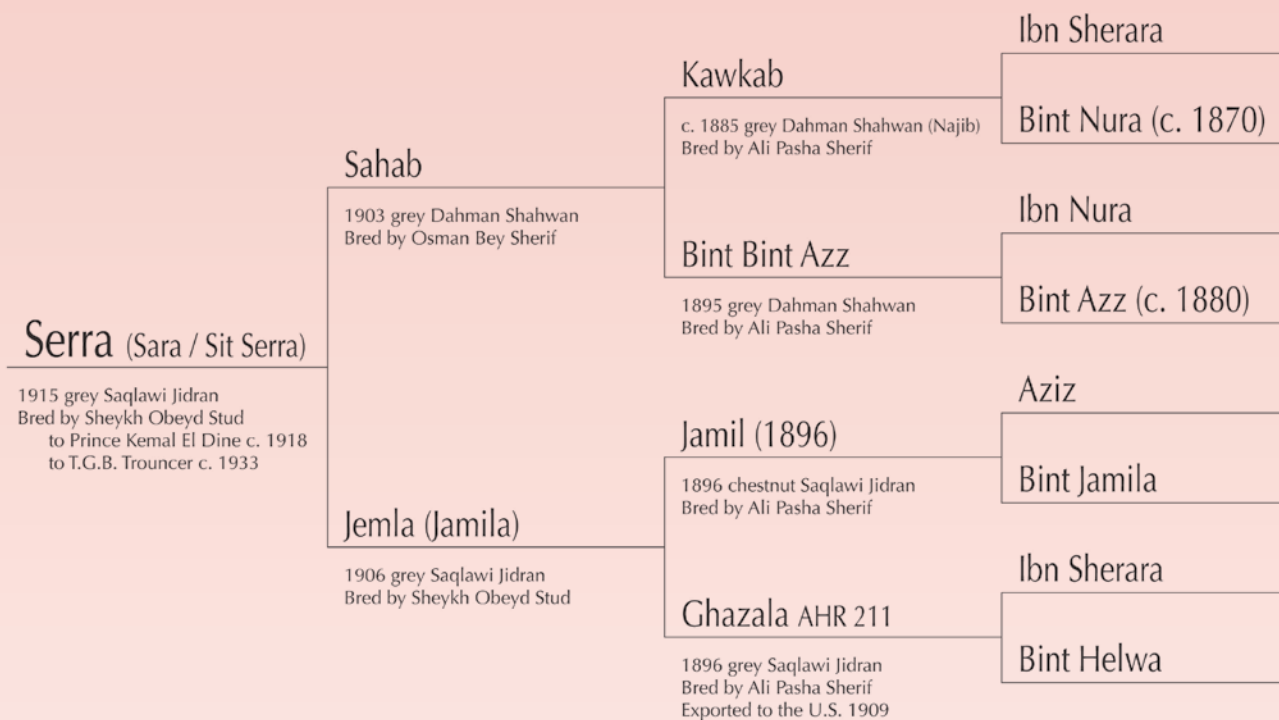 Ibn Sherara
Kawkab
c. 1885 grey Dahman Shahwan (Najib)
Bred by Ali Pasha Sherif
Bint Nura (c. 1870)
Sahab
1903 grey Dahman Shahwan
Bred by Osman Bey Sherif
Ibn Nura
Bint Bint Azz
1895 grey Dahman Shahwan
Bred by Ali Pasha Sherif
Bint Azz (c. 1880)
Serra (Sara / Sit Serra)
1915 grey Saqlawi Jidran
Bred by Sheykh Obeyd Stud
to Prince Kemal El Dine c. 1918
to T.G.B. Trouncer c. 1933
Aziz
Jamil (1896)
1896 chestnut Saqlawi Jidran
Bred by Ali Pasha Sherif
Bint Jamila
Jemla (Jamila)
1906 grey Saqlawi Jidran
Bred by Sheykh Obeyd Stud
Ibn Sherara
Ghazala AHR 211
1896 grey Saqlawi Jidran
Bred by Ali Pasha Sherif
Exported to the U.S. 1909
Bint Helwa